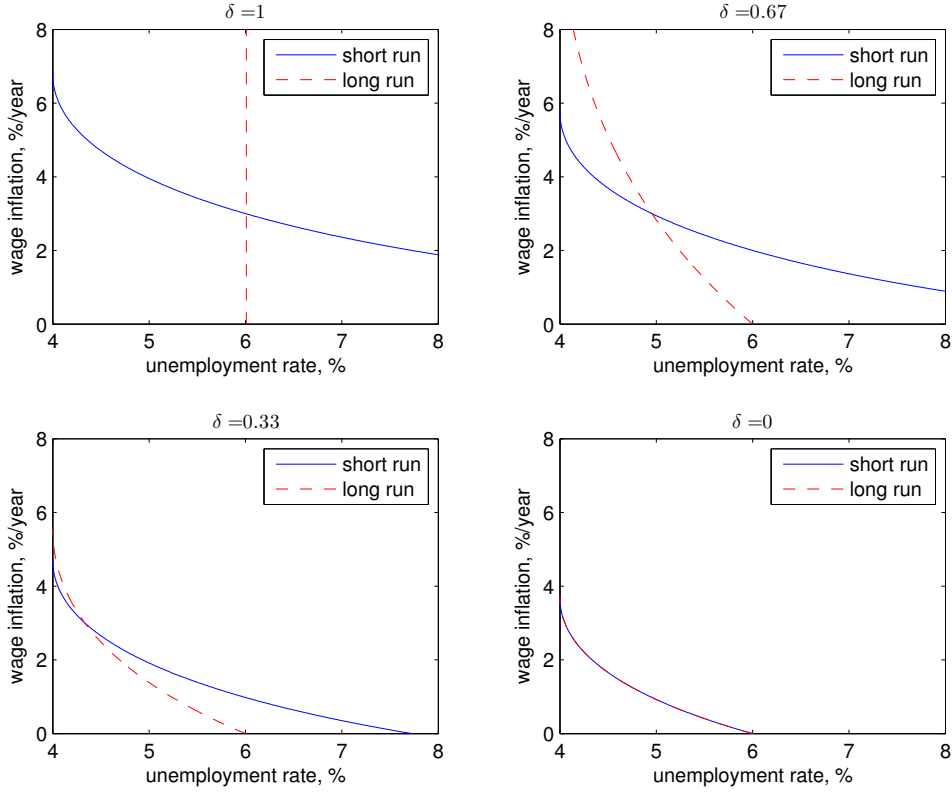 δ =1
8
6
4
2
0
wage inflation, %/year
short run
long run
4 5 6 7 8
unemployment rate, %
δ =0.67
8
6
4
2
0
wage inflation, %/year
short run
long run
4 5 6 7 8
unemployment rate, %
δ =0.33
8
6
4
2
0
wage inflation, %/year
short run
long run
4 5 6 7 8
unemployment rate, %
δ =0
8
6
4
2
0
wage inflation, %/year
short run
long run
4 5 6 7 8
unemployment rate, %